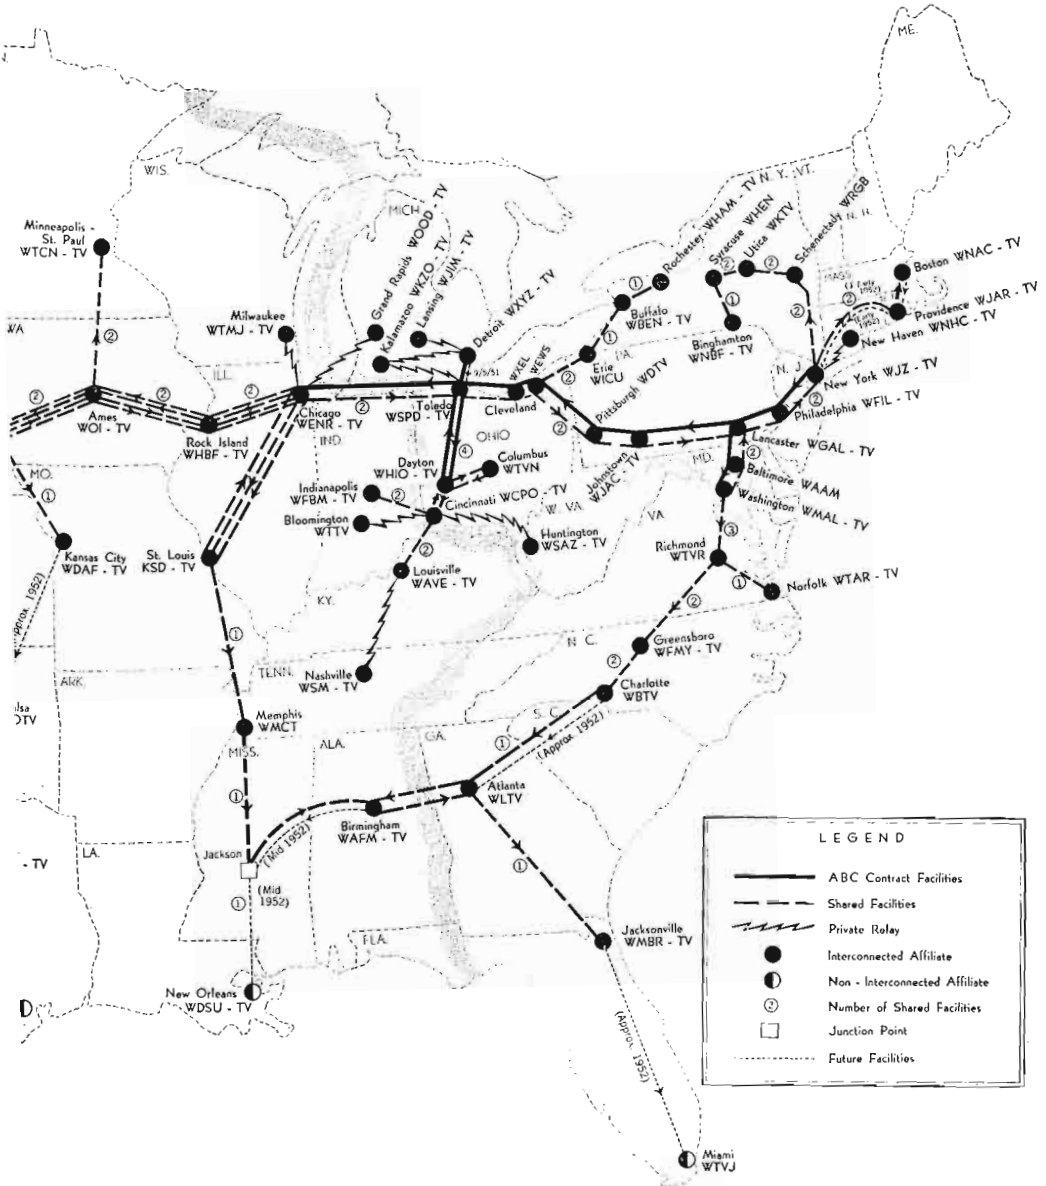 ME.
WIS.
N. Y.
VT.
N. H.
MASS.
MICH.
Minneapolis -
St. Paul
WTCN - TV
Grand Rapids WOOD - TV
Kalamazoo WKZO - TV
Lansing WJIM - TV
Detroit WXYZ - TV
Rochester WHAM - TV
Syracuse WHEN
Utica WKTV
Schenectady WRGB
Boston WNAC - TV
Providence WJAR - TV
New Haven WNHC - TV
New York WJZ - TV
Philadelphia WFIL - TV
Lancaster WGAL - TV
Baltimore WAAM
Washington WMAL - TV
Buffalo
WBEN - TV
Binghamton
WNBF - TV
Erie
WICU
PA.
N. J.
Pittsburgh WDTV
Johnstown
WJAC - TV
MD.
WXEL
WEWS
Cleveland
9/5/51
Milwaukee
WTMJ - TV
WA
ILL.
Ames
WOI - TV
Rock Island
WHBF - TV
Chicago
WENR - TV
IND.
Toledo
WSPD - TV
OHIO
Dayton
WHIO - TV
Columbus
WTVN
Cincinnati WCPO - TV
Indianapolis
WFBM - TV
Bloomington
WTTV
Huntington
WSAZ - TV
W. VA.
VA.
Richmond
WTVR
Norfolk WTAR - TV
MO.
Kansas City
WDAF - TV
(Approx 1952)
St. Louis
KSD - TV
Louisville
WAVE - TV
KY.
Nashville
WSM - TV
TENN.
N. C.
Greensboro
WFMY - TV
Charlotte
WBTV
S. C.
(Approx 1952)
ARK.
lsa
OTV
Memphis
WMCT
MISS.
ALA.
GA.
Atlanta
WLTV
Birmingham
WAFM - TV
(Mid 1952)
Jackson
(Mid
1952)
LA.
- TV
FLA.
New Orleans
WDSU - TV
Jacksonville
WMBR - TV
(Approx 1952)
Miami
WTVJ
LEGEND
ABC Contract Facilities
Shared Facilities
Private Relay
Interconnected Affiliate
Non - Interconnected Affiliate
② Number of Shared Facilities
Junction Point
Future Facilities